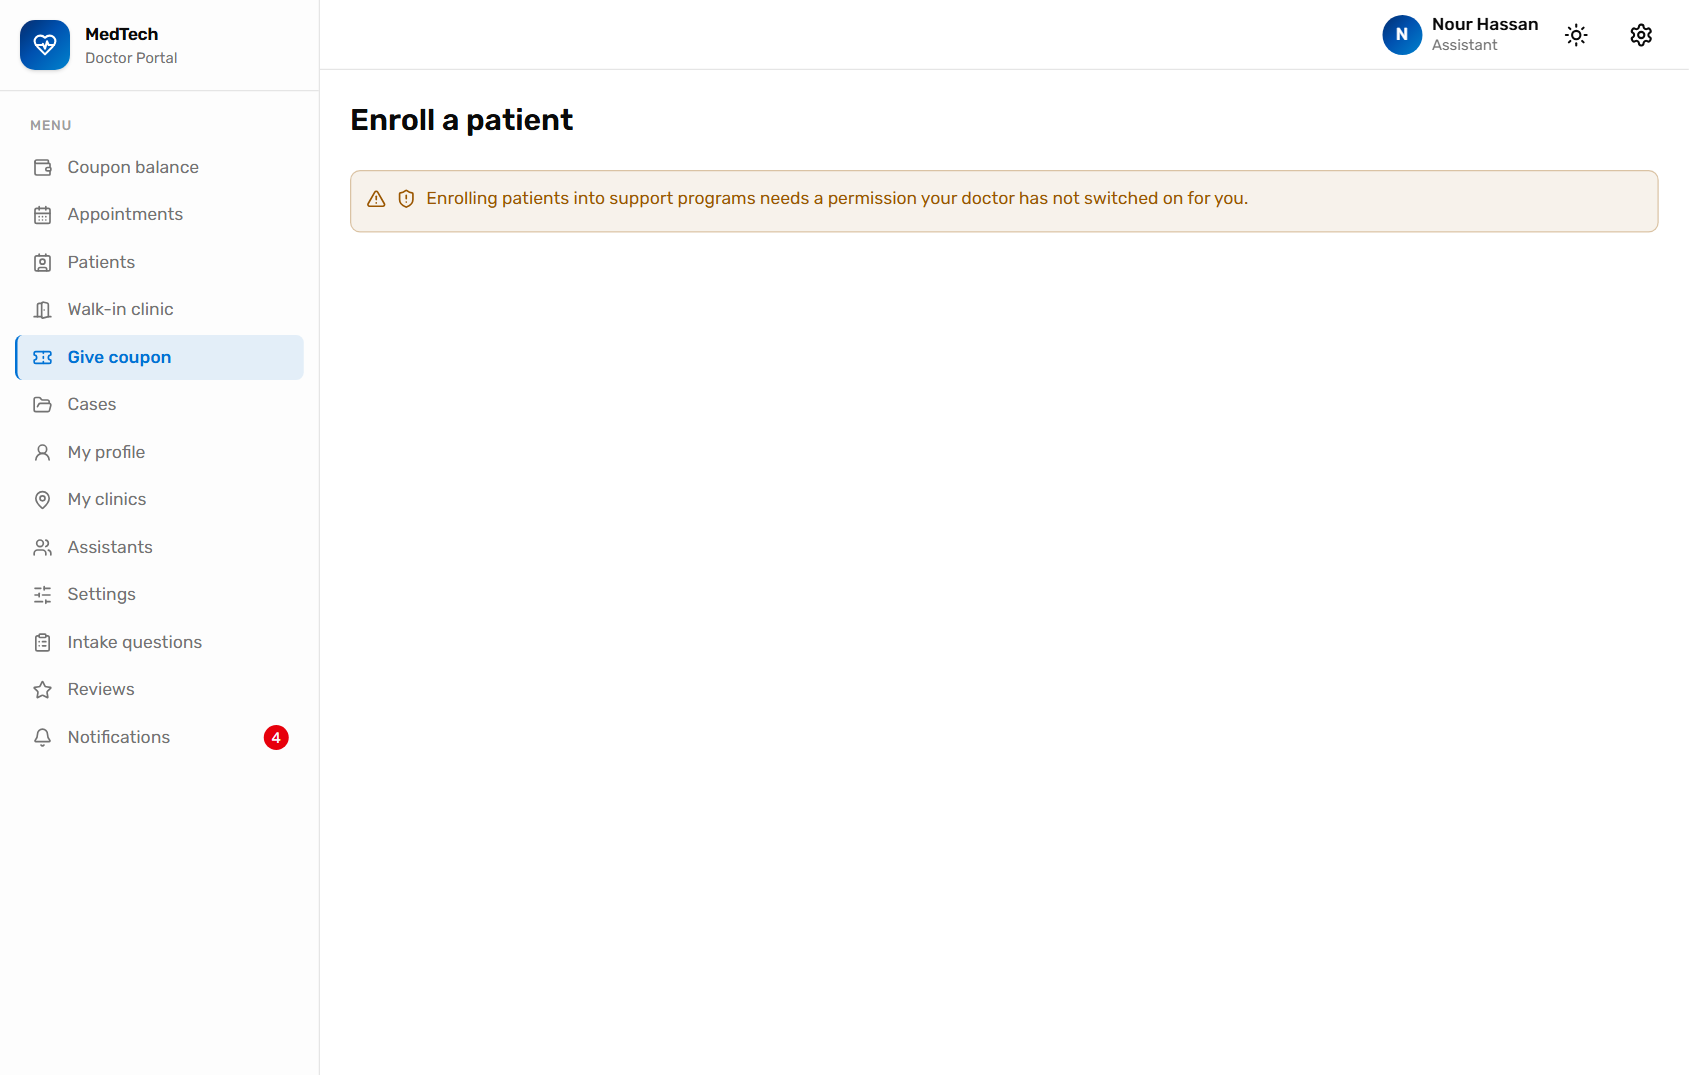 MedTech
Doctor Portal
MENU
Coupon balance
Appointments
Patients
Walk-in clinic
Give coupon
Cases
My profile
My clinics
Assistants
Settings
Intake questions
Reviews
Notifications
4
N
Nour Hassan
Assistant
Enroll a patient
Enrolling patients into support programs needs a permission your doctor has not switched on for you.